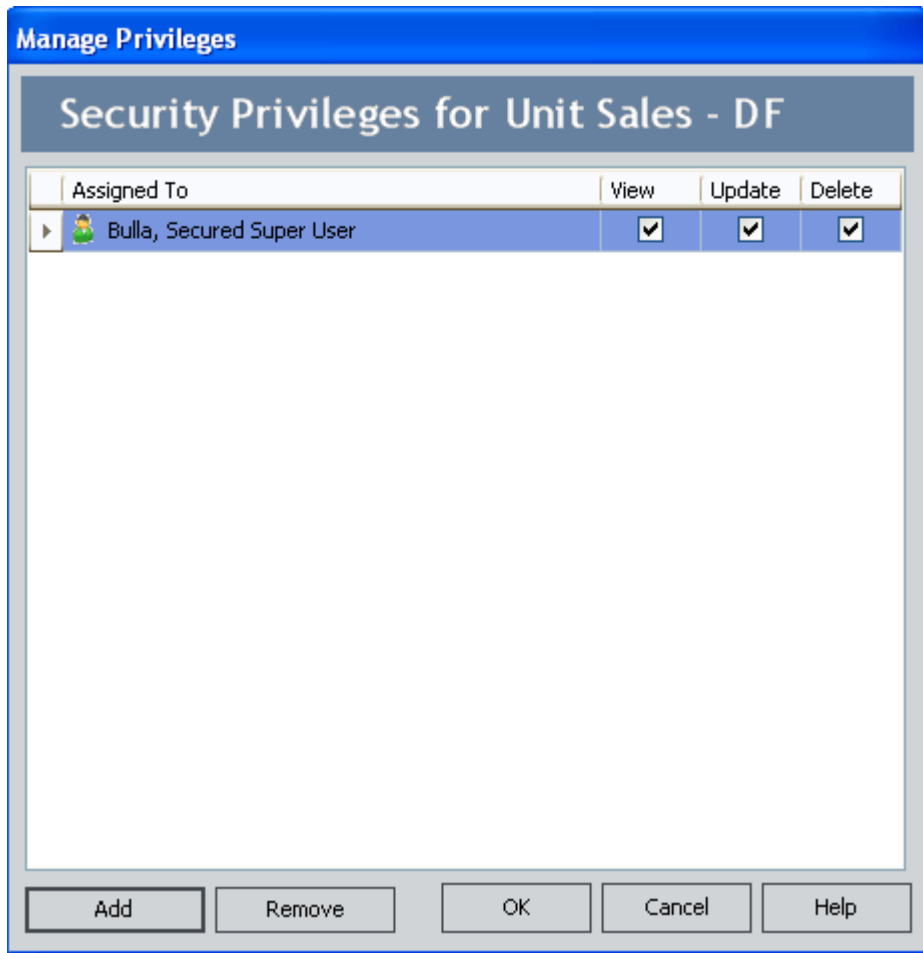 Manage Privileges
Security Privileges for Unit Sales - DF
Assigned To View Update Delete
Bulla, Secured Super User
Add Remove OK Cancel Help